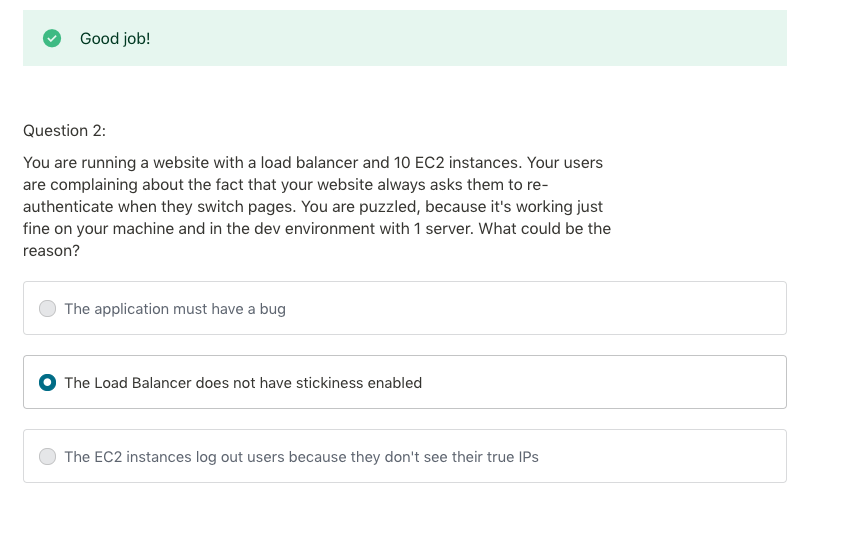 Good job!
Question 2:
You are running a website with a load balancer and 10 EC2 instances. Your users
are complaining about the fact that your website always asks them to re-
authenticate when they switch pages. You are puzzled, because it's working just
fine on your machine and in the dev environment with 1 server. What could be the
reason?
The application must have a bug
The Load Balancer does not have stickiness enabled
The EC2 instances log out users because they don't see their true IPs